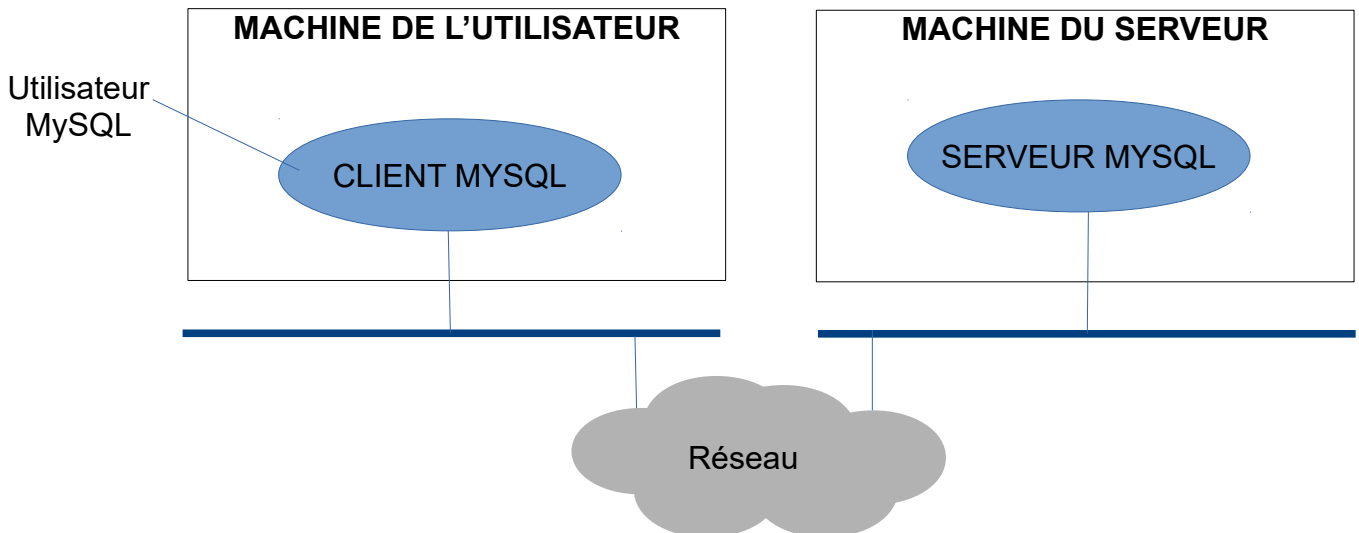 MACHINE DE L’UTILISATEUR
MACHINE DU SERVEUR
Utilisateur
MySQL
CLIENT MYSQL
SERVEUR MYSQL
Réseau